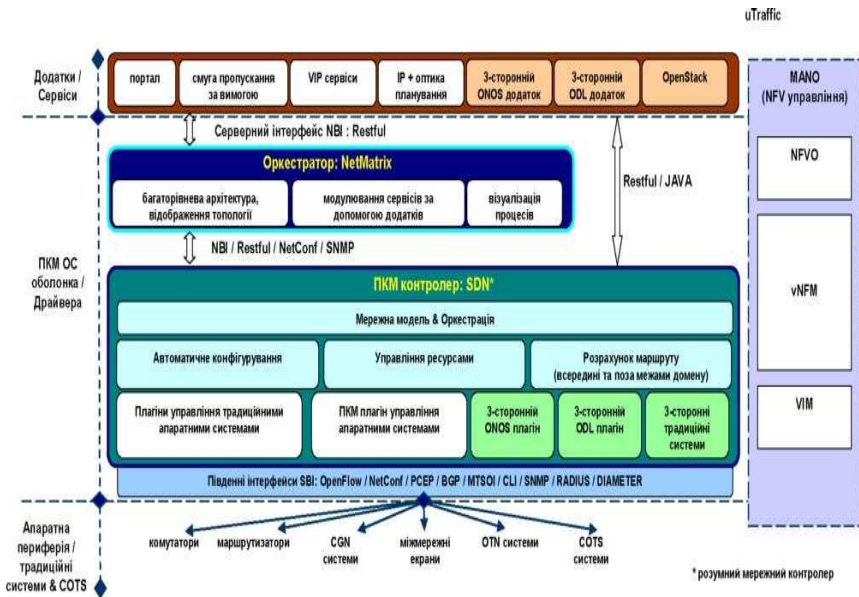 uTraffic
Додатки /
Сервіси
портал
смуга пропускання
за вимогою
VIP сервіси
IP + оптика
планування
3-сторонній
ONOS додаток
3-сторонній
ODL додаток
OpenStack
MANO
(NFV управління)
Серверний інтерфейс NBI : Restful
Оркестратор: NetMatrix
багаторівнева архітектура,
відображення топології
модулювання сервісів за
допомогою додатків
візуалізація
процесів
Restful / JAVA
NFVO
NBI / Restful / NetConf / SNMP
ПКМ ОС
оболонка /
Драйвера
ПКМ контролер: SDN*
Мережна модель & Оркестрація
Автоматичне конфігурування
Управління ресурсами
Розрахунок маршруту
(всередині та поза межами домену)
vNFM
Плагіни управління традиційними
апаратними системами
ПКМ плагін управління
апаратними системами
3-сторонній
ONOS плагін
3-сторонній
ODL плагін
3-сторонні
традиційні
системи
VIM
Південні інтерфейси SBI: OpenFlow / NetConf / PCEP / BGP / MTSOI / CLI / SNMP / RADIUS / DIAMETER
Апаратна
периферія /
традиційні
системи & COTS
комутатори
маршрутизатори
CGN
системи
міжмережні
екрани
OTN системи
COTS
системи
* розумний мережний контролер